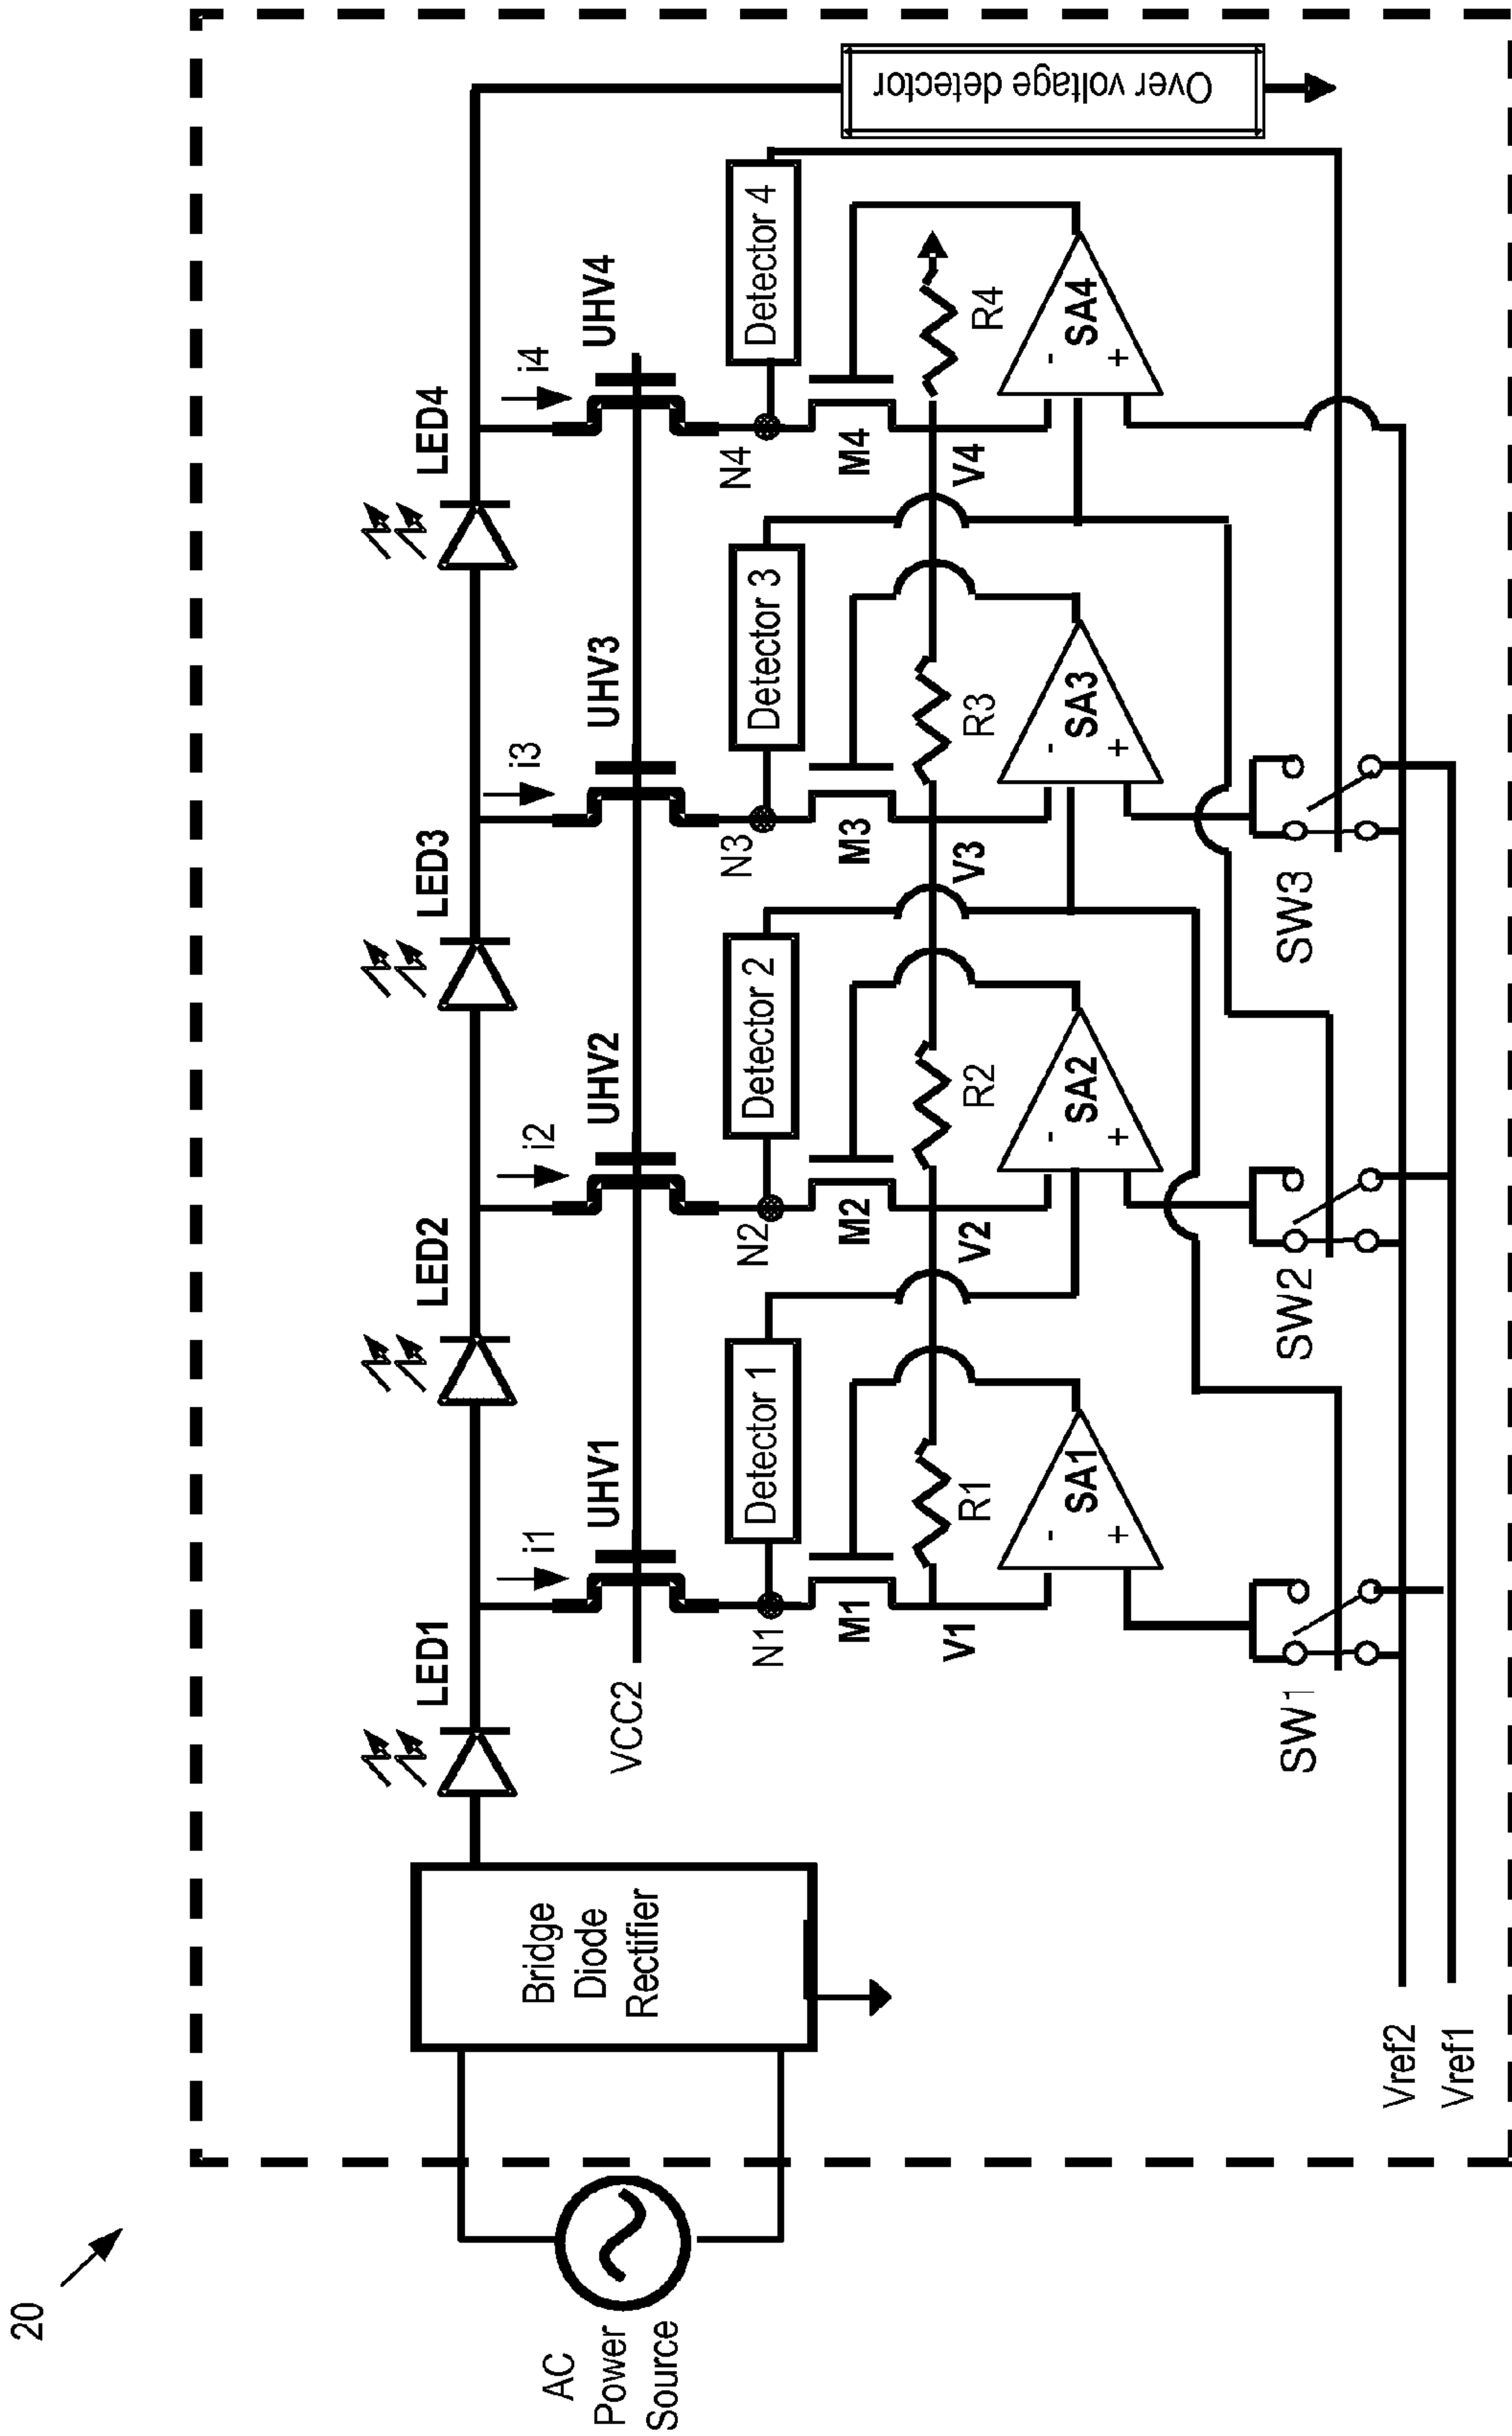 20
AC
Power
Source
Bridge
Diode
Rectifier
LED1
LED2
LED3
LED4
i1
i2
i3
i4
UHV1
UHV2
UHV3
UHV4
VCC2
N1
N2
N3
N4
Detector 1
Detector 2
Detector 3
Detector 4
Over voltage detector
M1
M2
M3
M4
R1
R2
R3
R4
V1
V2
V3
V4
- SA1 +
- SA2 +
- SA3 +
- SA4 +
SW1
SW2
SW3
Vref2
Vref1